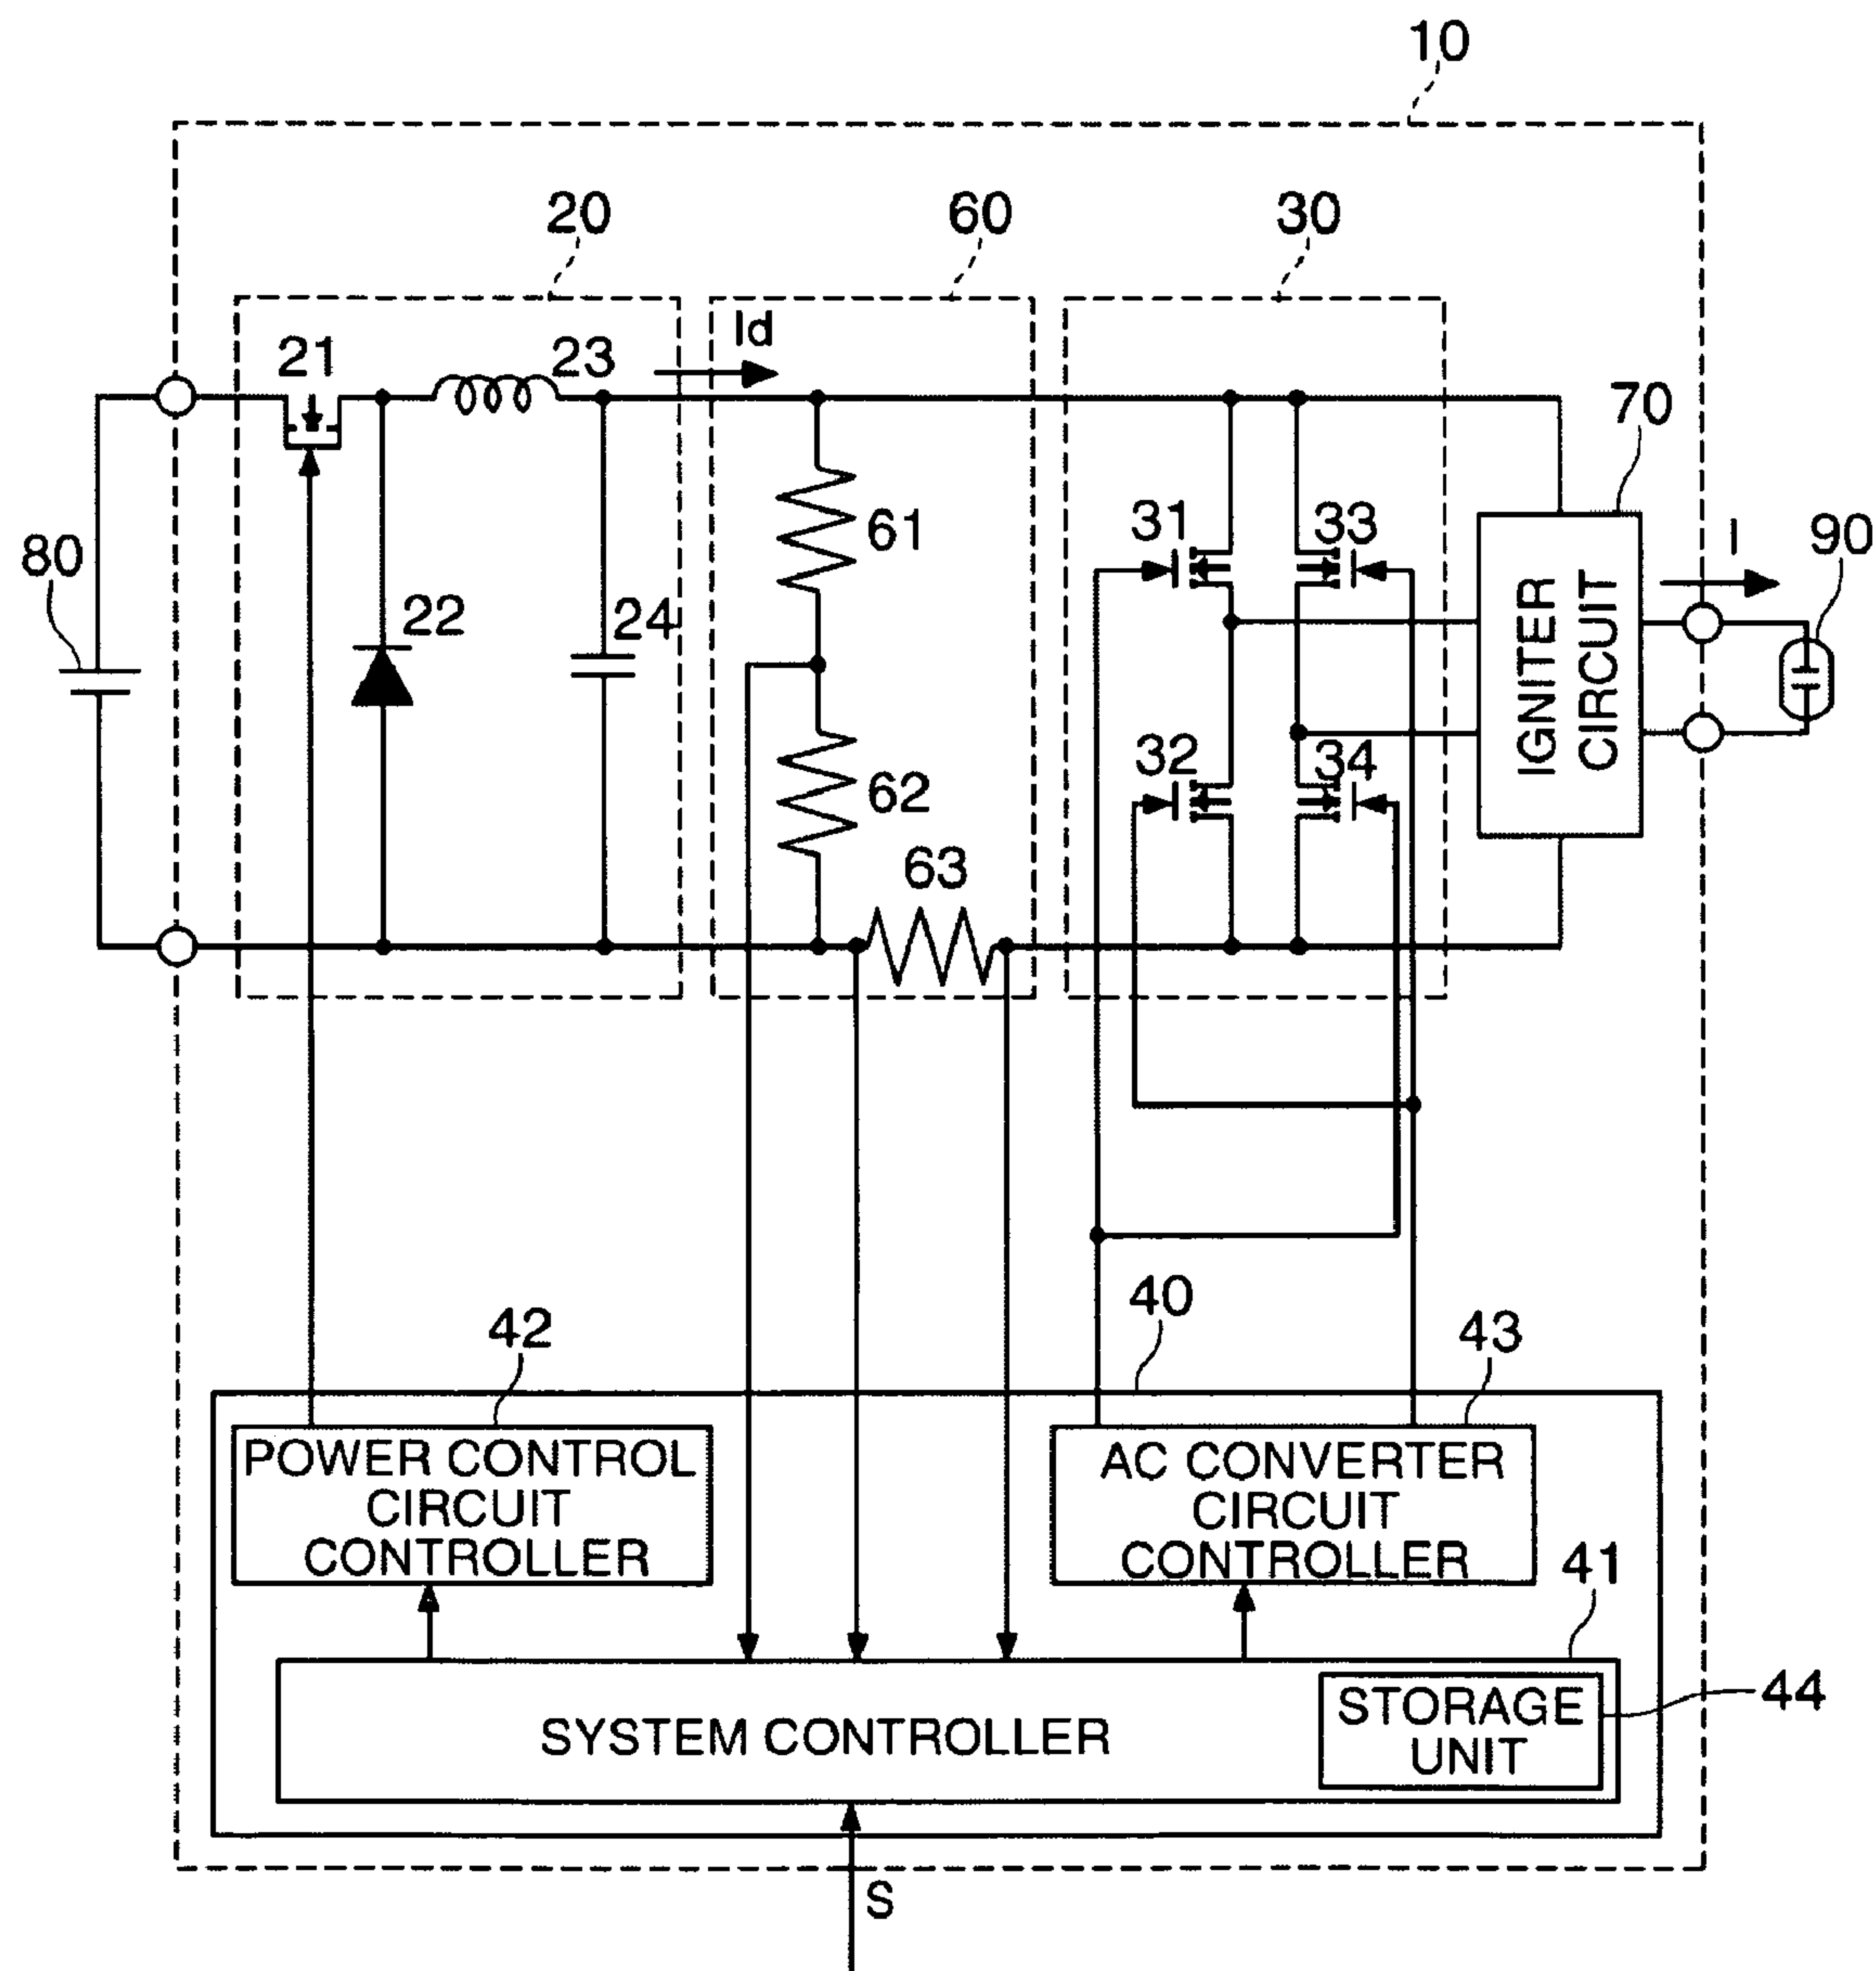 10
20
60
30
Id
21
23
70
31
33
I
90
80
61
IGNITER
CIRCUIT
22
24
32
34
62
63
40
42
43
POWER CONTROL
CIRCUIT
CONTROLLER
AC CONVERTER
CIRCUIT
CONTROLLER
41
SYSTEM CONTROLLER
STORAGE
UNIT
44
S